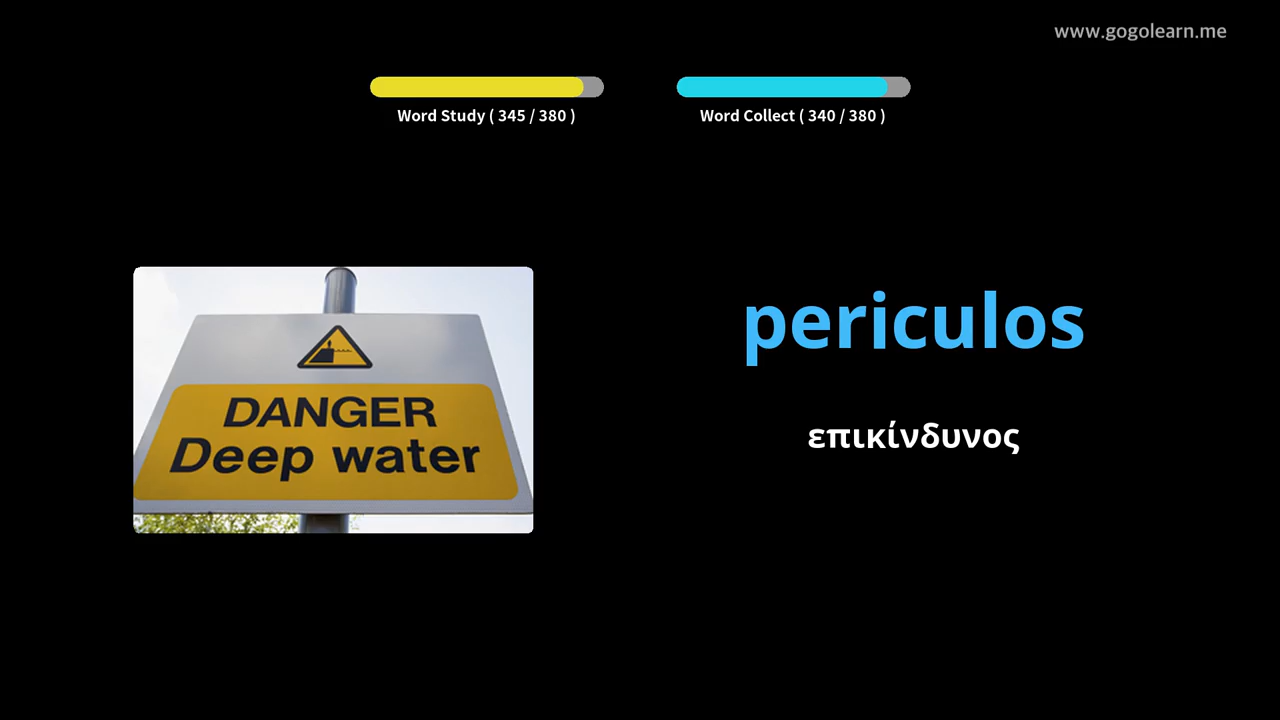 www.gogolearn.me
Word Study ( 345 / 380 )
Word Collect ( 340 / 380 )
DANGER
Deep water
periculos
επικίνδυνος